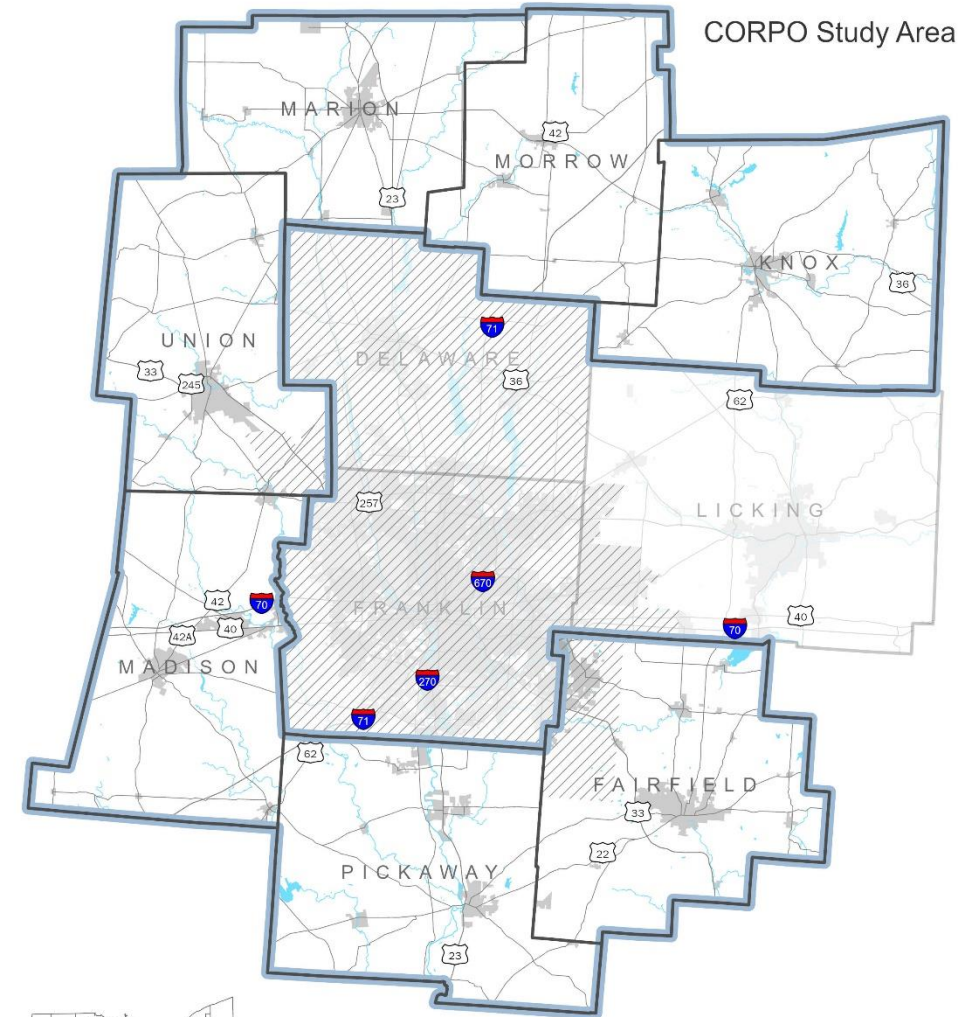 CORPO Study Area
MARION
42
MORROW
23
KNOX
36
71
UNION
DELAWARE
33
245
36
62
257
LICKING
670
42
70
FRANKLIN
40
42A
40
70
MADISON
270
71
62
FAIRFIELD
33
22
PICKAWAY
23